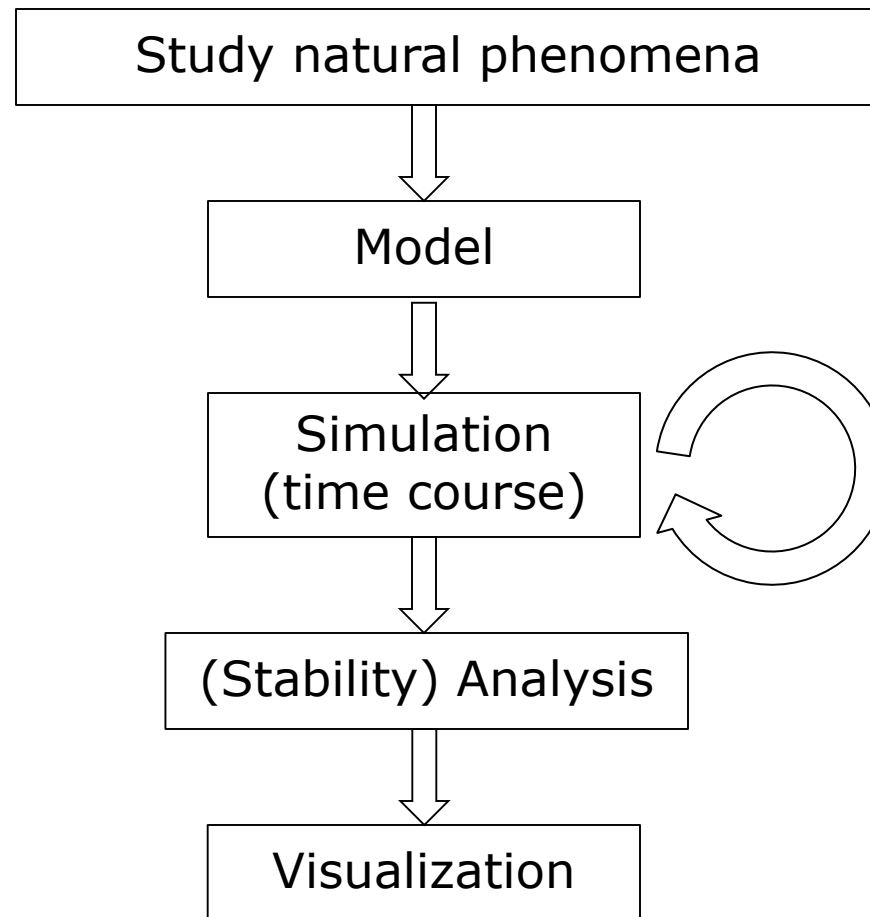 Study natural phenomena
Model
Simulation
(time course)
(Stability) Analysis
Visualization